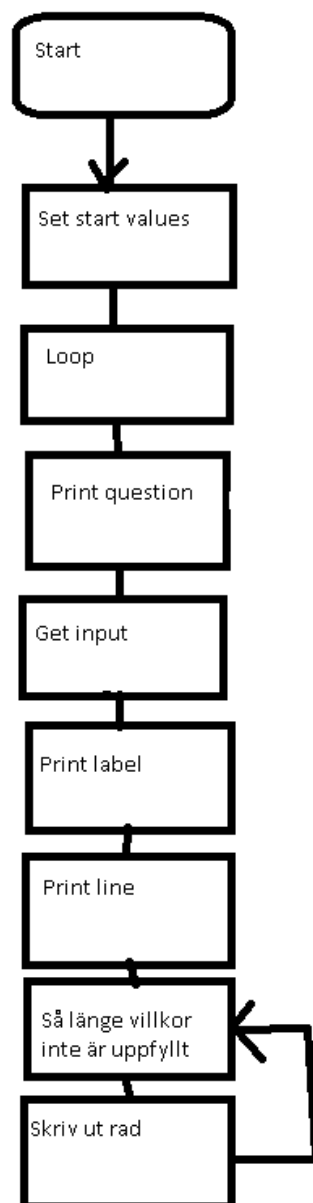 Start
Set start values
Loop
Print question
Get input
Print label
Print line
Så länge villkor
inte är uppfyllt
Skriv ut rad